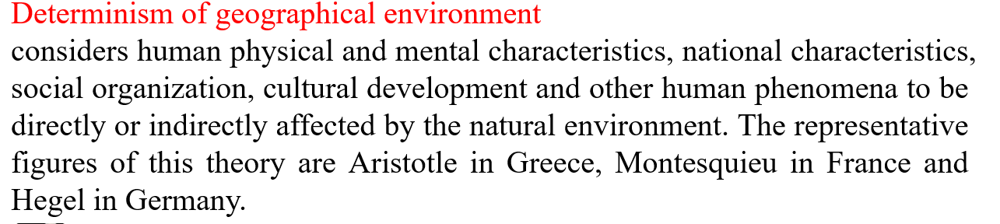 Determinism of geographical environment
considers human physical and mental characteristics, national characteristics,
social organization, cultural development and other human phenomena to be
directly or indirectly affected by the natural environment. The representative
figures of this theory are Aristotle in Greece, Montesquieu in France and
Hegel in Germany.